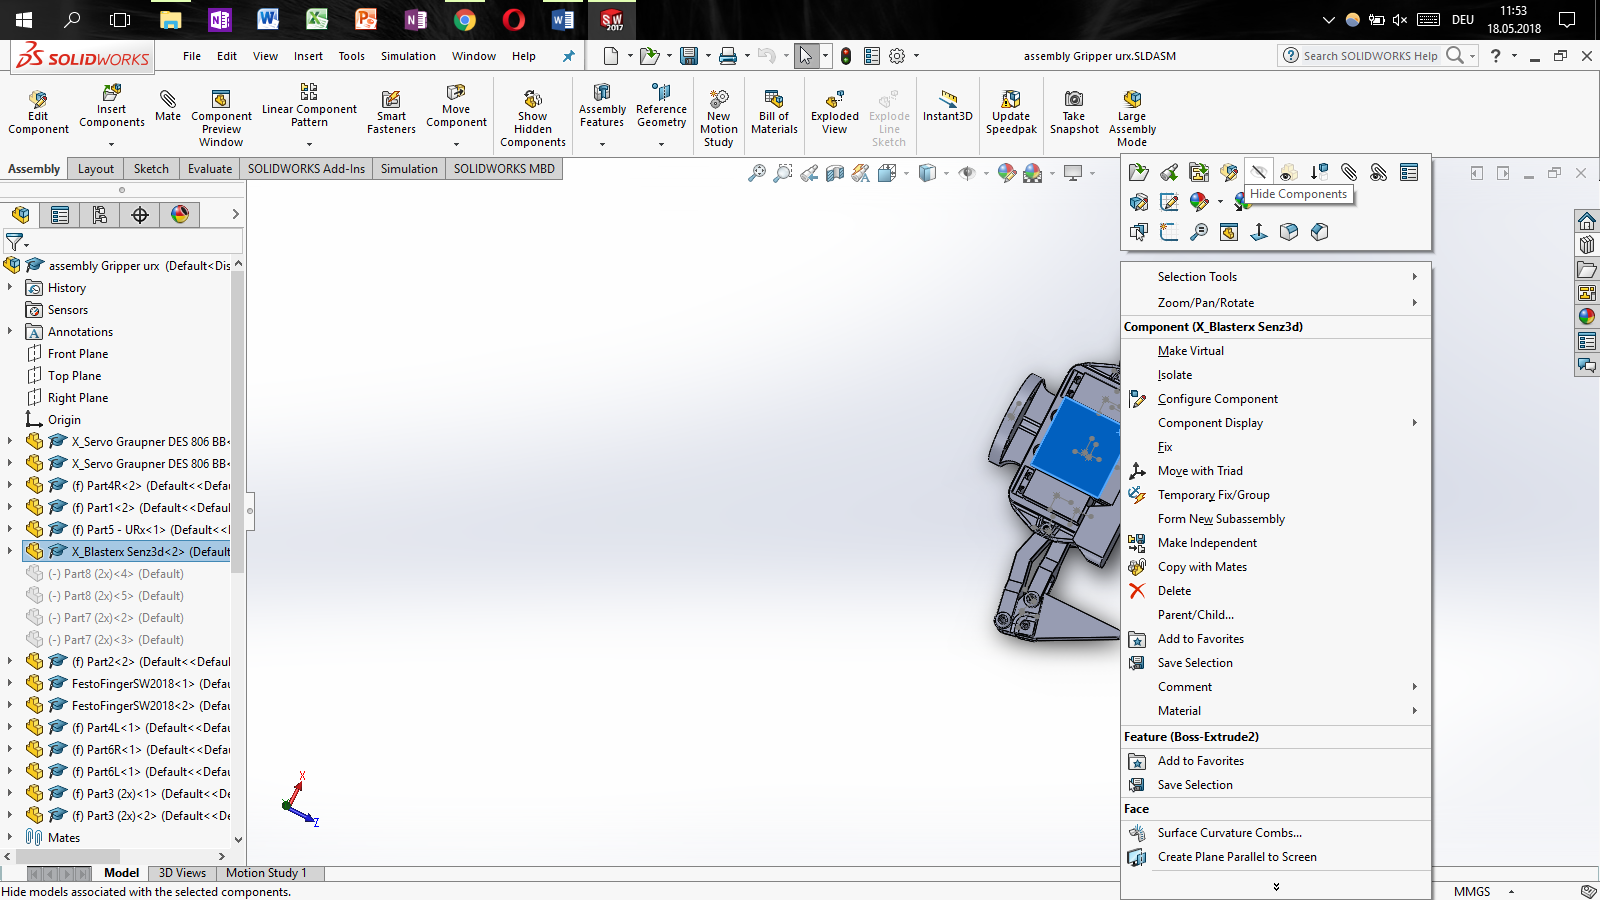 11:53
DEU
18.05.2018
SW
2017
SOLIDWORKS
File Edit View Insert Tools Simulation Window Help
assembly Gripper urx.SLDASM
Search SOLIDWORKS Help
Edit Component
Insert Components
Mate
Component Preview Window
Linear Component Pattern
Smart Fasteners
Move Component
Show Hidden Components
Assembly Features
Reference Geometry
New Motion Study
Bill of Materials
Exploded View
Explode Line Sketch
Instant3D
Update Speedpak
Take Snapshot
Large Assembly Mode
Assembly Layout Sketch Evaluate SOLIDWORKS Add-Ins Simulation SOLIDWORKS MBD
Hide Components
assembly Gripper urx (Default<Dis
History
Sensors
Annotations
Front Plane
Top Plane
Right Plane
Origin
X_Servo Graupner DES 806 BB<
X_Servo Graupner DES 806 BB<
(f) Part4R<2> (Default<<Defau
(f) Part1<2> (Default<<Defaul
(f) Part5 - URx<1> (Default<<I
X_Blasterx Senz3d<2> (Default
(-) Part8 (2x)<4> (Default)
(-) Part8 (2x)<5> (Default)
(-) Part7 (2x)<2> (Default)
(-) Part7 (2x)<3> (Default)
(f) Part2<2> (Default<<Defaul
FestoFingerSW2018<1> (Defau
FestoFingerSW2018<2> (Defau
(f) Part4L<1> (Default<<Defau
(f) Part6R<1> (Default<<Defau
(f) Part6L<1> (Default<<Defau
(f) Part3 (2x)<1> (Default<<D
(f) Part3 (2x)<2> (Default<<D
Mates
X
Z
Selection Tools
Zoom/Pan/Rotate
Component (X_Blasterx Senz3d)
Make Virtual
Isolate
Configure Component
Component Display
Fix
Move with Triad
Temporary Fix/Group
Form New Subassembly
Make Independent
Copy with Mates
Delete
Parent/Child...
Add to Favorites
Save Selection
Comment
Material
Feature (Boss-Extrude2)
Add to Favorites
Save Selection
Face
Surface Curvature Combs...
Create Plane Parallel to Screen
Model 3D Views Motion Study 1
Hide models associated with the selected components.
MMGS